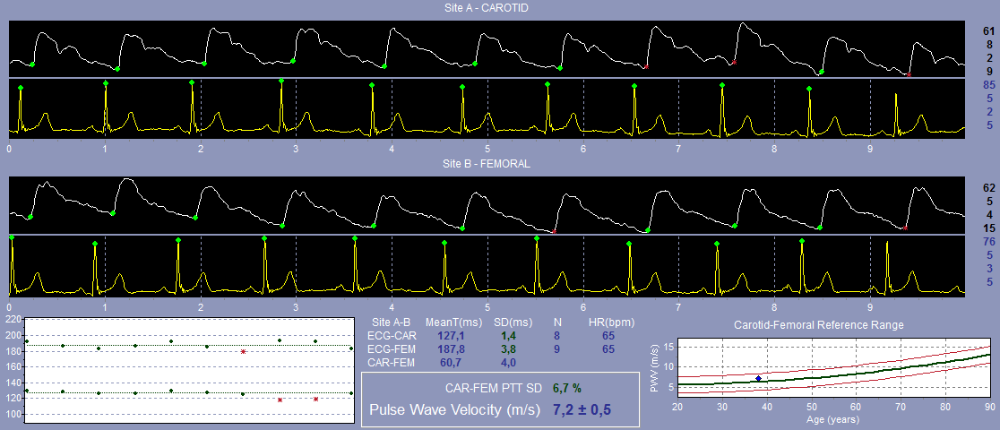 Site A - CAROTID
61
8
2
9
85
5
2
5
0 1 2 3 4 5 6 7 8 9
Site B - FEMORAL
62
5
4
15
76
5
3
5
0 1 2 3 4 5 6 7 8 9
220
200
180
160
140
120
100
Site A-B MeanT(ms) SD(ms) N HR(bpm)
ECG-CAR 127,1 1,4 8 65
ECG-FEM 187,8 3,8 9 65
CAR-FEM 60,7 4,0
CAR-FEM PTT SD 6,7 %
Pulse Wave Velocity (m/s) 7,2 ± 0,5
Carotid-Femoral Reference Range
PWV (m/s)
15
10
5
20 30 40 50 60 70 80 90
Age (years)